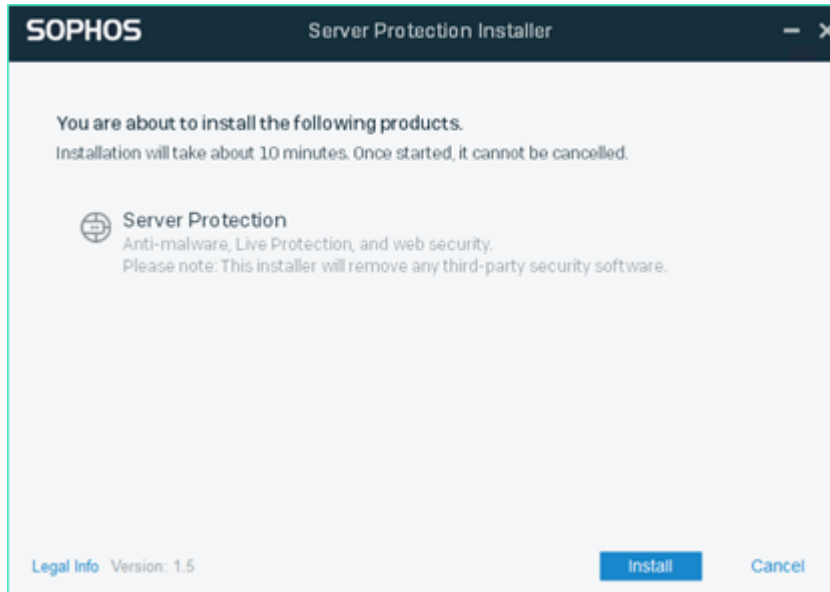 SOPHOS Server Protection Installer
You are about to install the following products.
Installation will take about 10 minutes. Once started, it cannot be cancelled.
Server Protection
Anti-malware, Live Protection, and web security.
Please note: This installer will remove any third-party security software.
Legal Info Version: 1.5 Install Cancel